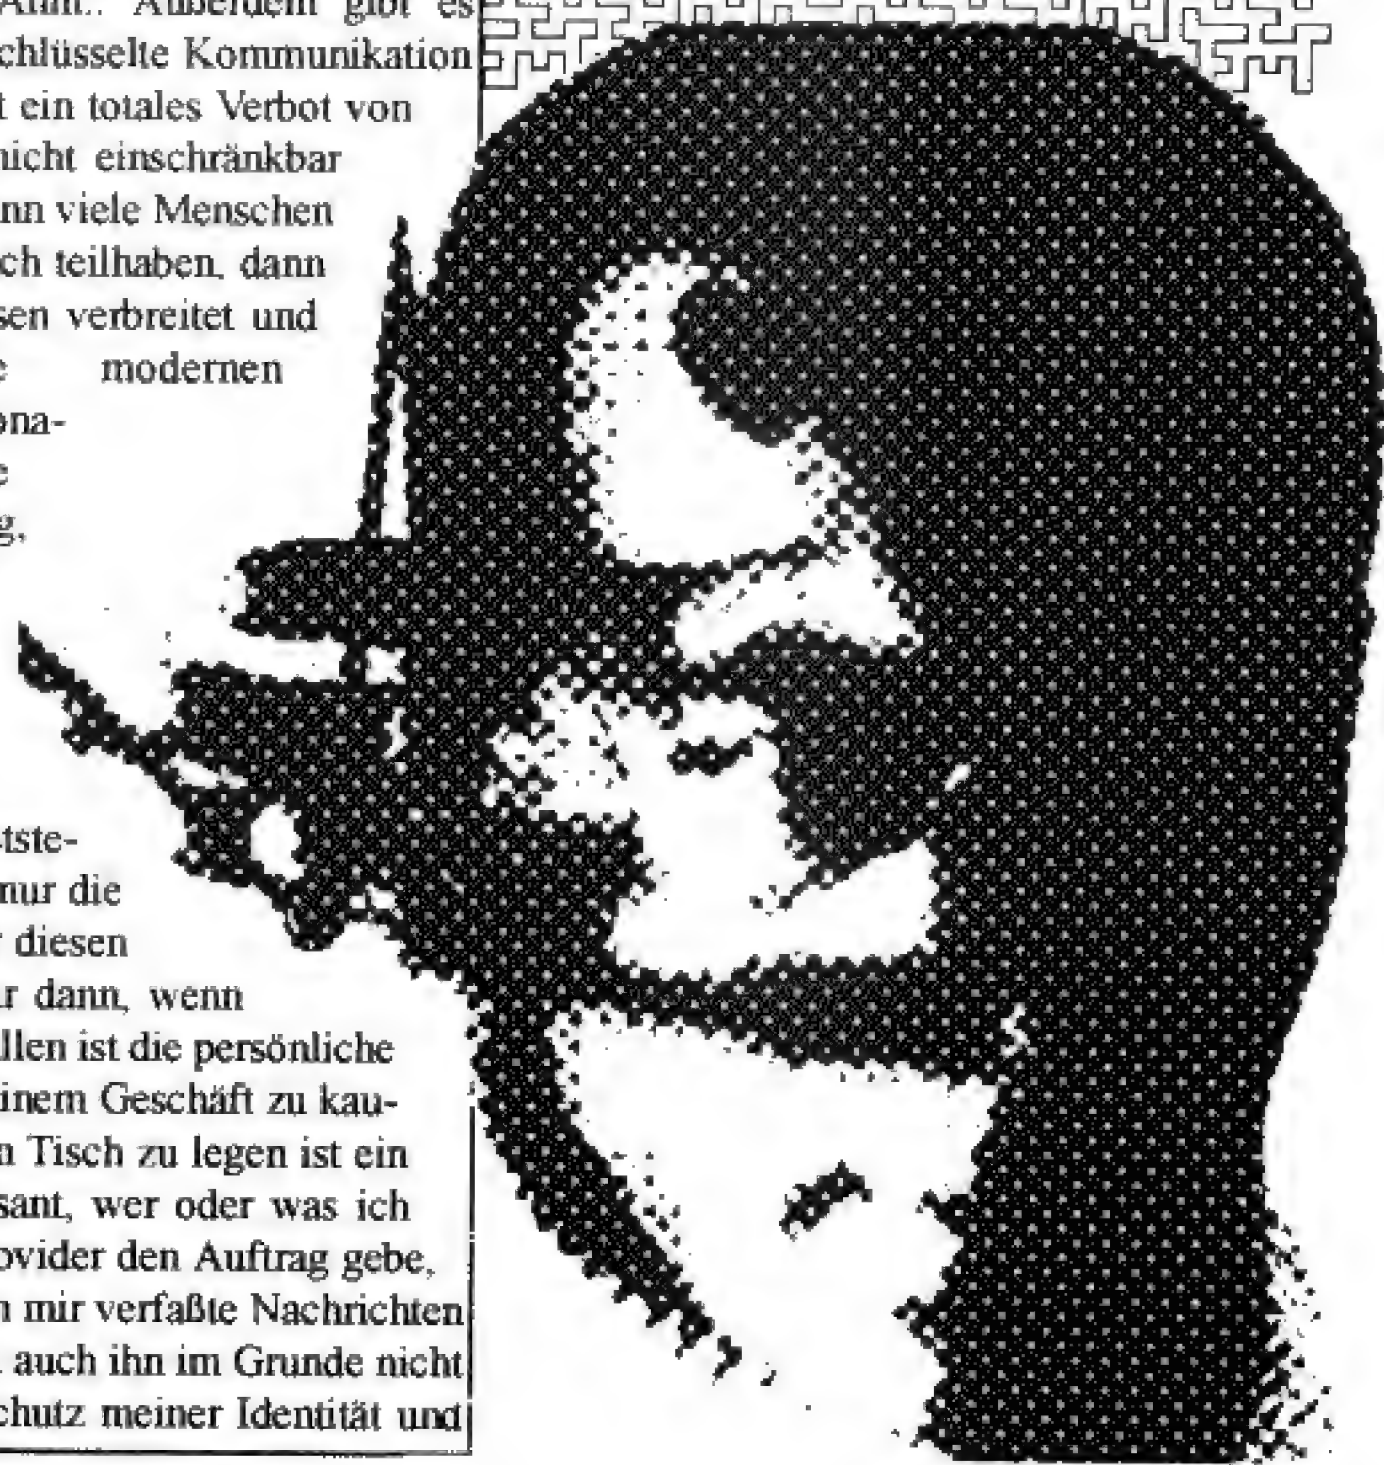 Anm.. Außerdem gibt es
chlüsselte Kommunikation
t ein totales Verbot von
nicht einschränkbar
nn viele Menschen
ch teilhaben, dann
sen verbreitet und
e modernen
ona-
e
g,
tste-
nur die
r diesen
ar dann, wenn
llen ist die persönliche
inem Geschäft zu kau-
n Tisch zu legen ist ein
sant, wer oder was ich
ovider den Auftrag gebe,
n mir verfaßte Nachrichten
auch ihn im Grunde nicht
chutz meiner Identität und